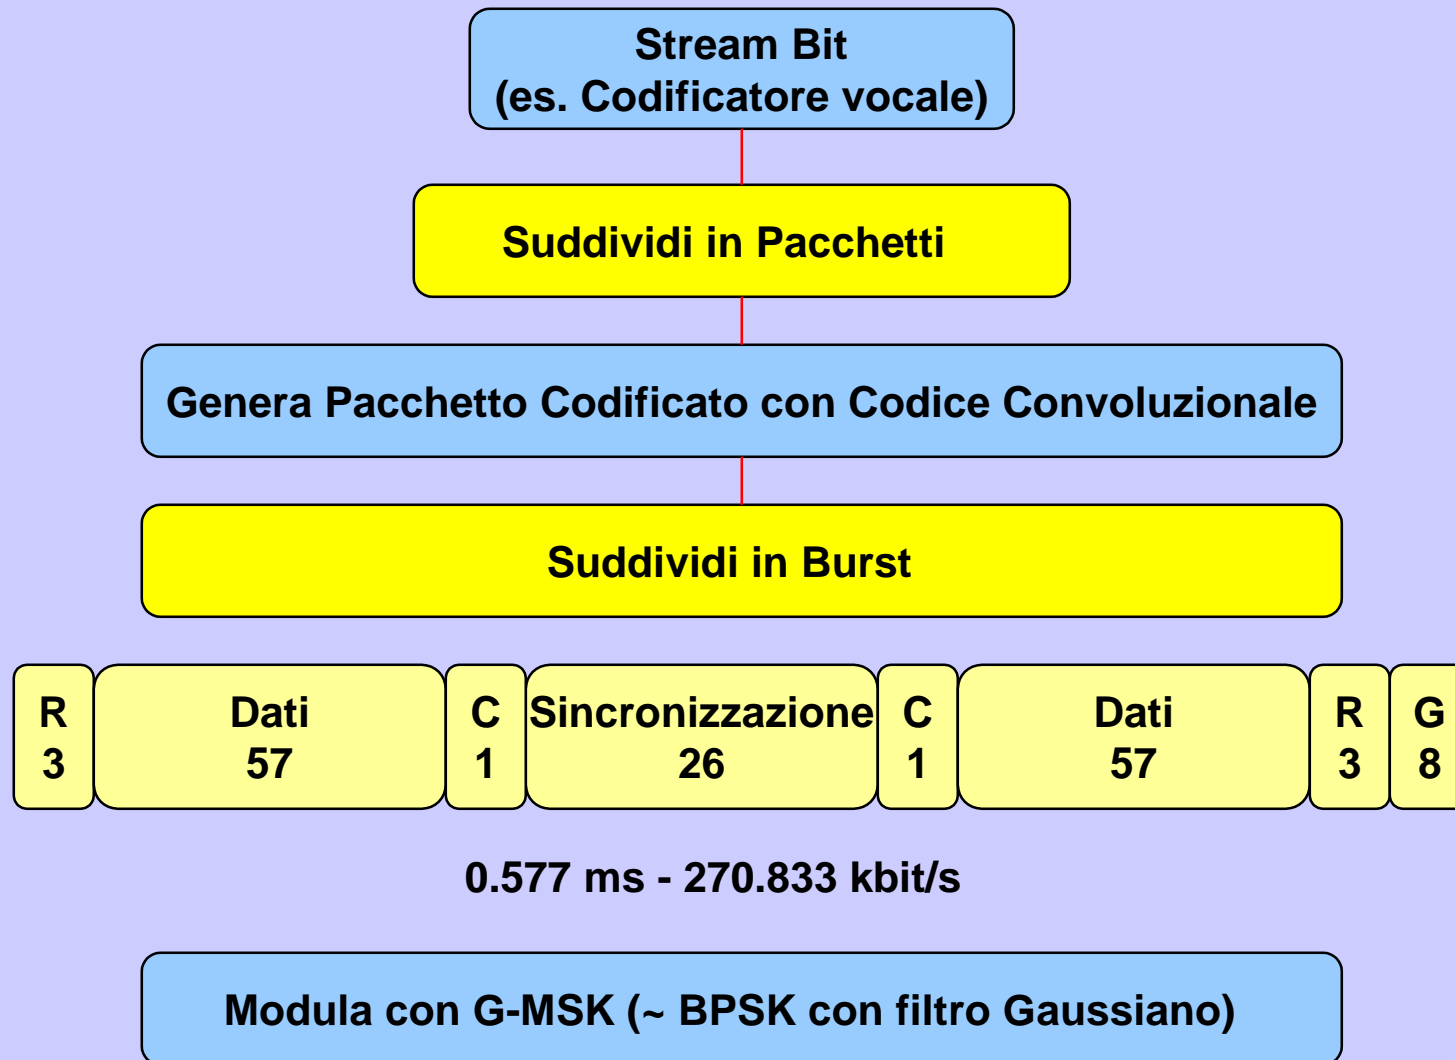 Stream Bit
(es. Codificatore vocale)
Suddividi in Pacchetti
Genera Pacchetto Codificato con Codice Convoluzionale
Suddividi in Burst
R Dati C Sincronizzazione C Dati R G
3 57 1 26 1 57 3 8
0.577 ms - 270.833 kbit/s
Modula con G-MSK (~ BPSK con filtro Gaussiano)